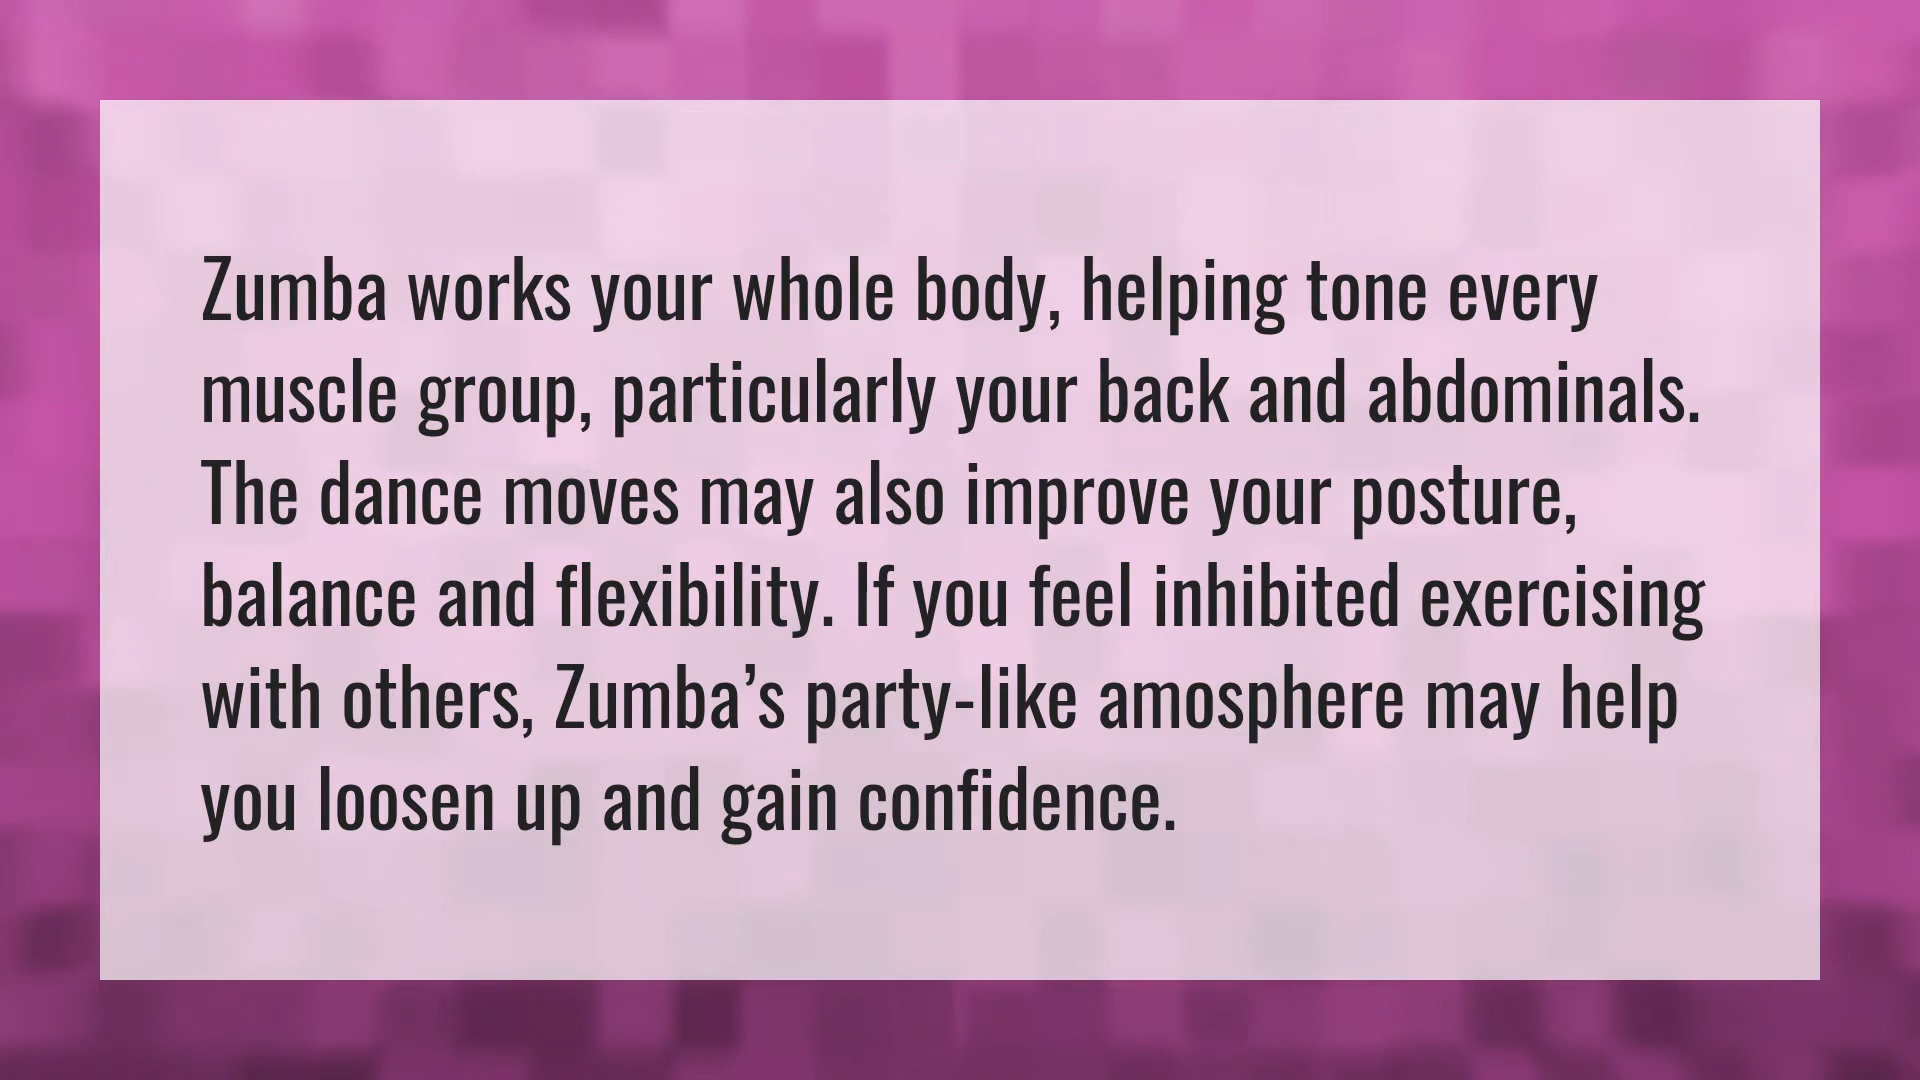 Zumba works your whole body, helping tone every
muscle group, particularly your back and abdominals.
The dance moves may also improve your posture,
balance and flexibility. If you feel inhibited exercising
with others, Zumba’s party-like amosphere may help
you loosen up and gain confidence.